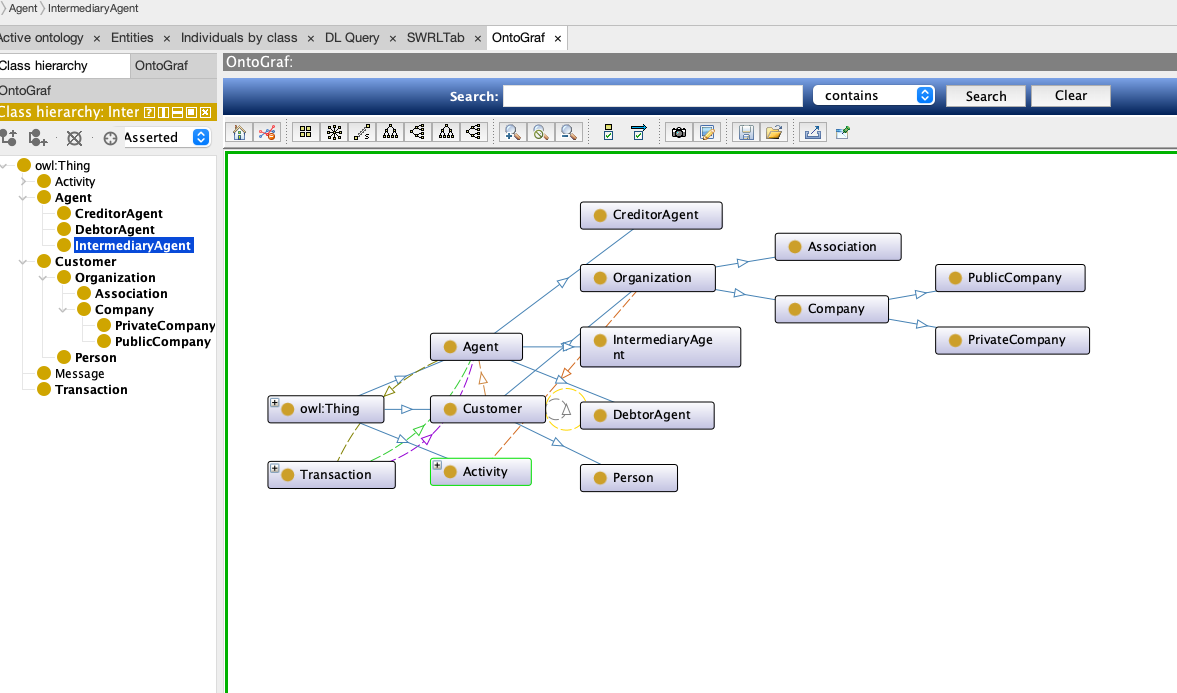 Agent IntermediaryAgent
Active ontology × Entities × Individuals by class × DL Query × SWRLTab × OntoGraf ×
Class hierarchy OntoGraf
OntoGraf
Class hierarchy: Inter
Asserted
owl:Thing
Activity
Agent
CreditorAgent
DebtorAgent
IntermediaryAgent
Customer
Organization
Association
Company
PrivateCompany
PublicCompany
Person
Message
Transaction
OntoGraf:
Search: contains Search Clear
CreditorAgent
Association
Organization
PublicCompany
Company
IntermediaryAge
nt
PrivateCompany
Agent
owl:Thing
Customer
DebtorAgent
Transaction
Activity
Person